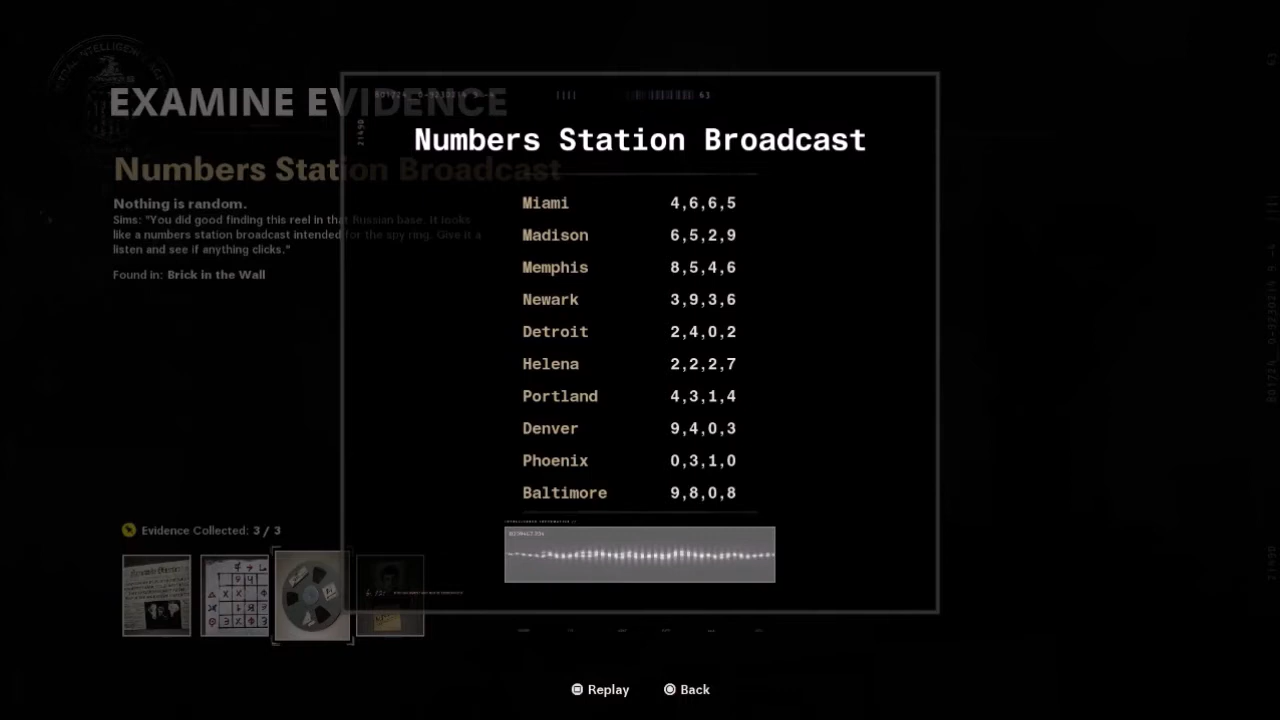 EXAMINE EVIDENCE
Numbers Station Broadcast
Nothing is random.
Sims: "You did good finding this reel in that Russian base. It looks
like a numbers station broadcast intended for the spy ring. Give it a
listen and see if anything clicks."
Found in: Brick in the Wall
63
Numbers Station Broadcast
Miami 4,6,6,5
Madison 6,5,2,9
Memphis 8,5,4,6
Newark 3,9,3,6
Detroit 2,4,0,2
Helena 2,2,2,7
Portland 4,3,1,4
Denver 9,4,0,3
Phoenix 0,3,1,0
Baltimore 9,8,0,8
Evidence Collected: 3 / 3
Replay
Back